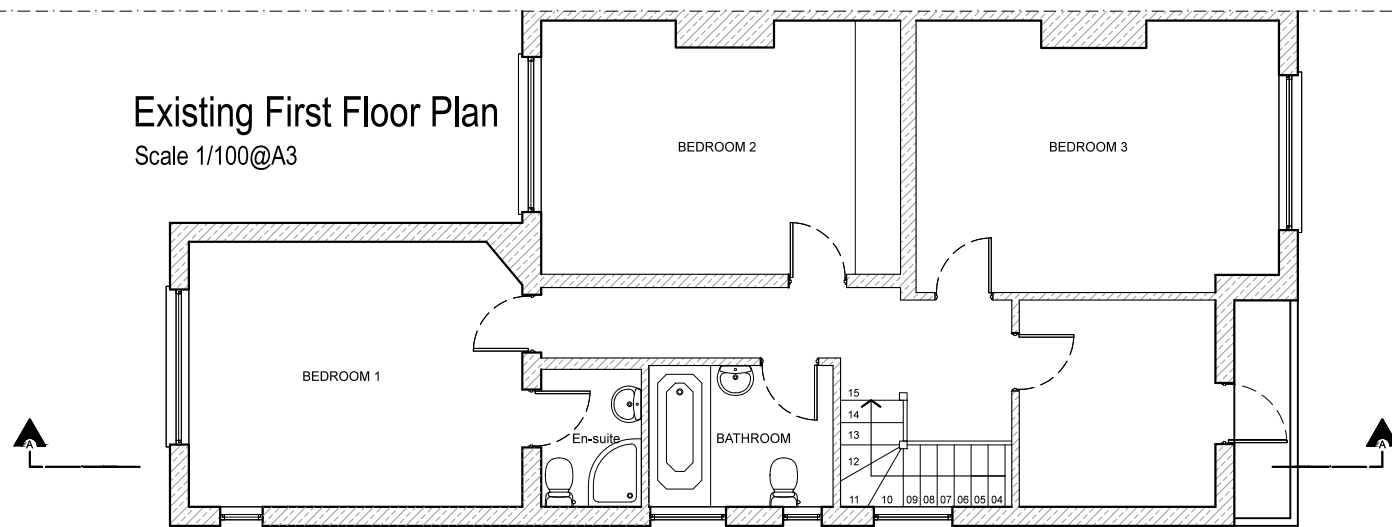 Existing First Floor Plan
Scale 1/100@A3
BEDROOM 2
BEDROOM 3
BEDROOM 1
En-suite
BATHROOM
15
14
13
12
11 10 09 08 07 06 05 04
A
A